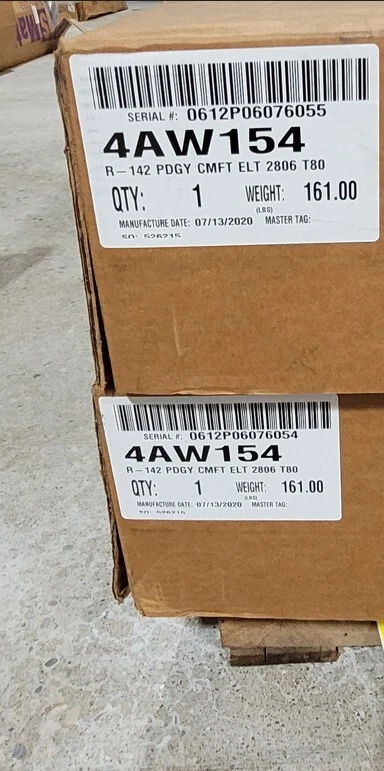 SERIAL #: 0612P06076055
4AW154
R-142 PDGY CMFT ELT 2806 T80
QTY: 1 WEIGHT: 161.00
(LBS)
MANUFACTURE DATE: 07/13/2020 MASTER TAG:
SO: 526215
SERIAL #: 0612P06076054
4AW154
R-142 PDGY CMFT ELT 2806 T80
QTY: 1 WEIGHT: 161.00
(LBS)
MANUFACTURE DATE: 07/13/2020 MASTER TAG:
SO: 526215